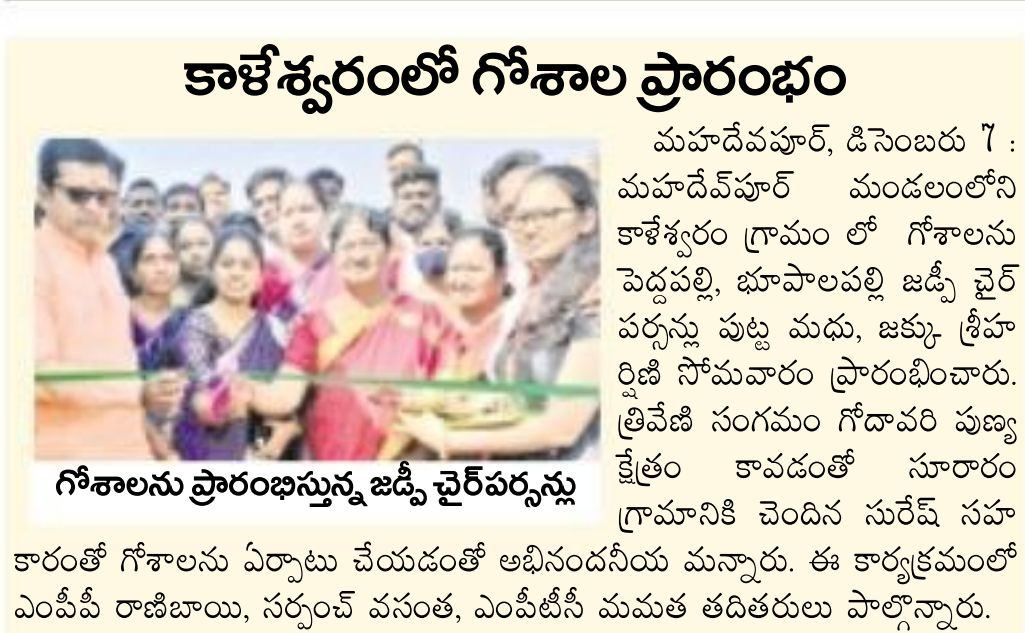 కాళేశ్వరంలో గోశాల ప్రారంభం
మహదేవపూర్, డిసెంబరు 7 :
మహదేవ్‌పూర్ మండలంలోని
కాళేశ్వరం గ్రామం లో గోశాలను
పెద్దపల్లి, భూపాలపల్లి జడ్పీ చైర్
పర్సన్లు పుట్ట మధు, జక్కు శ్రీహ
ర్షిణి సోమవారం ప్రారంభించారు.
త్రివేణి సంగమం గోదావరి పుణ్య
క్షేత్రం కావడంతో సూరారం
గ్రామానికి చెందిన సురేష్ సహ
కారంతో గోశాలను ఏర్పాటు చేయడంతో అభినందనీయ మన్నారు. ఈ కార్యక్రమంలో
ఎంపీపీ రాణిబాయి, సర్పంచ్ వసంత, ఎంపీటీసీ మమత తదితరులు పాల్గొన్నారు.
గోశాలను ప్రారంభిస్తున్న జడ్పీ చైర్‌పర్సన్లు